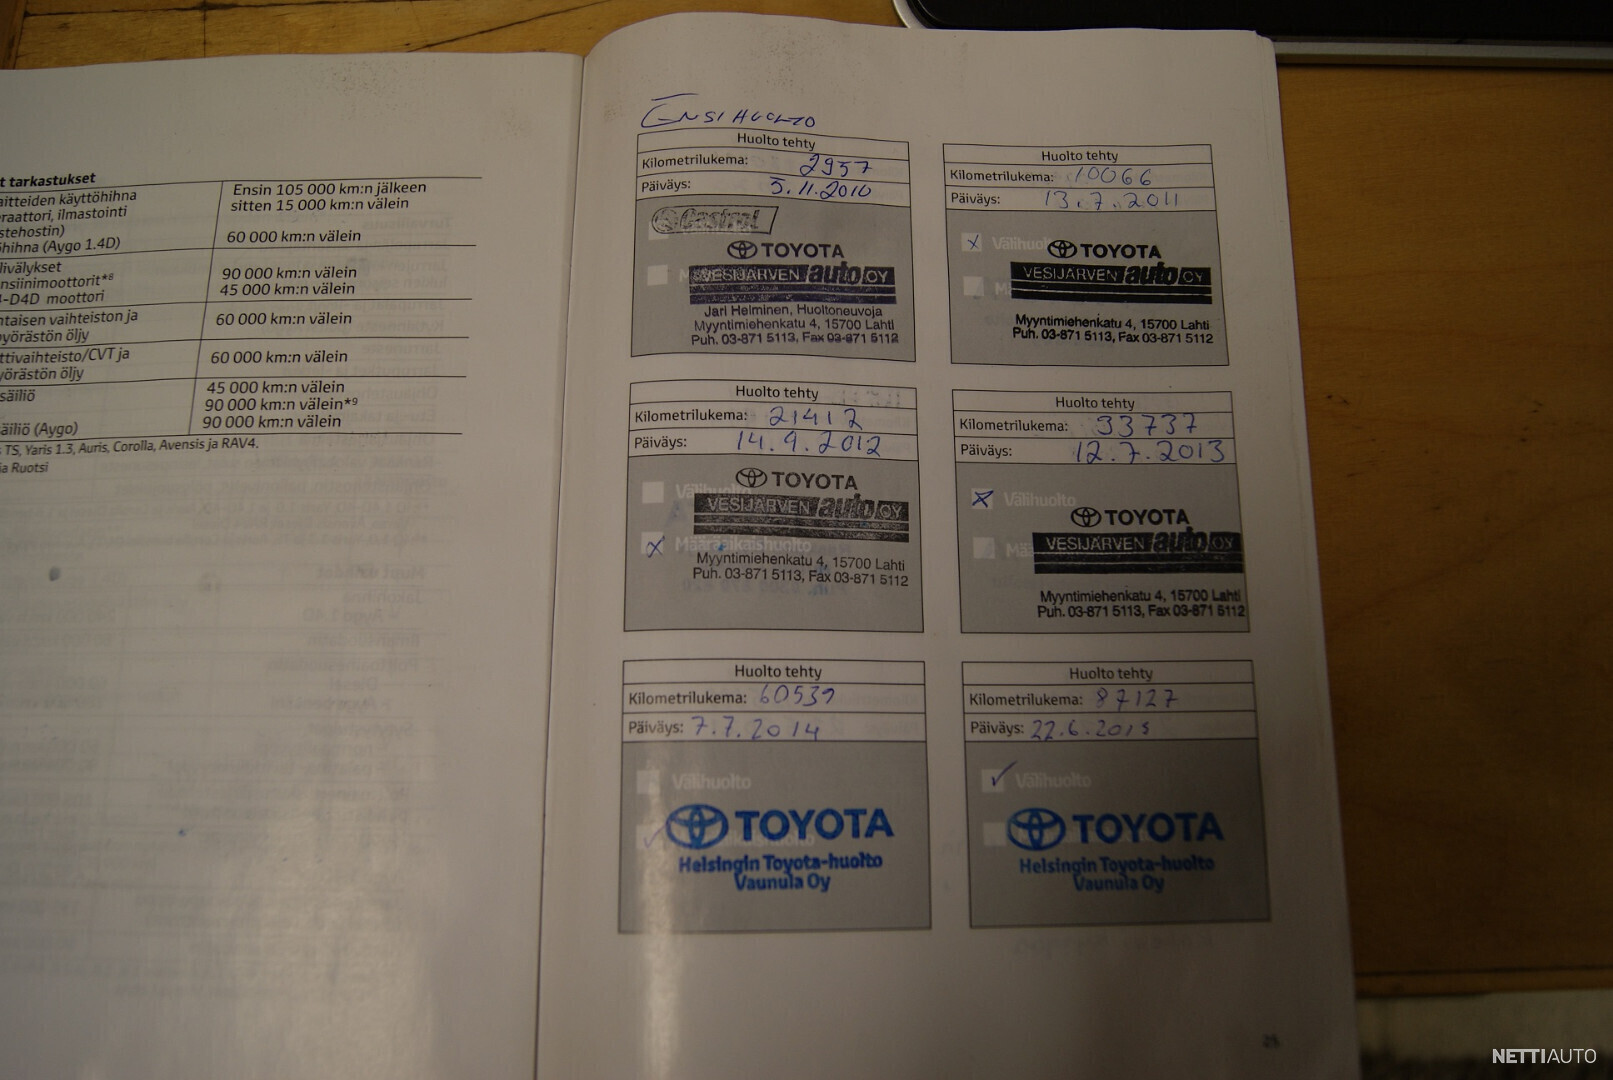 t tarkastukset
aitteiden käyttöhihna
raattori, ilmastointi
stehostin)
hihna (Aygo 1.4D)
Ensin 105 000 km:n jälkeen
sitten 15 000 km:n välein
60 000 km:n välein
livälykset
nsiinimoottorit*8
-D4D moottori
90 000 km:n välein
45 000 km:n välein
ntaisen vaihteiston ja
yörästön öljy
60 000 km:n välein
ttivaihteisto/CVT ja
yörästön öljy
60 000 km:n välein
säiliö
äiliö (Aygo)
45 000 km:n välein
90 000 km:n välein*9
90 000 km:n välein
TS, Yaris 1.3, Auris, Corolla, Avensis ja RAV4.
ja Ruotsi
ENSIHUOLTO
Huolto tehty
Kilometrilukema: 2957
Päiväys: 5.11.2010
Castrol
TOYOTA
VESIJÄRVEN auto OY
Jari Helminen, Huoltoneuvoja
Myyntimiehenkatu 4, 15700 Lahti
Puh. 03-871 5113, Fax 03-871 5112
Huolto tehty
Kilometrilukema: 10066
Päiväys: 13.7.2011
x Välihuolto
TOYOTA
VESIJÄRVEN auto OY
Myyntimiehenkatu 4, 15700 Lahti
Puh. 03-871 5113, Fax 03-871 5112
Huolto tehty
Kilometrilukema: 21412
Päiväys: 14.9.2012
Välihuolto
TOYOTA
VESIJÄRVEN auto OY
x Määräaikaishuolto
Myyntimiehenkatu 4, 15700 Lahti
Puh. 03-871 5113, Fax 03-871 5112
Huolto tehty
Kilometrilukema: 33737
Päiväys: 12.7.2013
x Välihuolto
TOYOTA
VESIJÄRVEN auto OY
Myyntimiehenkatu 4, 15700 Lahti
Puh. 03-871 5113, Fax 03-871 5112
Huolto tehty
Kilometrilukema: 60539
Päiväys: 7.7.2014
Välihuolto
TOYOTA
Helsingin Toyota-huolto
Vaunula Oy
Huolto tehty
Kilometrilukema: 87127
Päiväys: 22.6.2015
✓ Välihuolto
TOYOTA
Helsingin Toyota-huolto
Vaunula Oy
NETTIAUTO